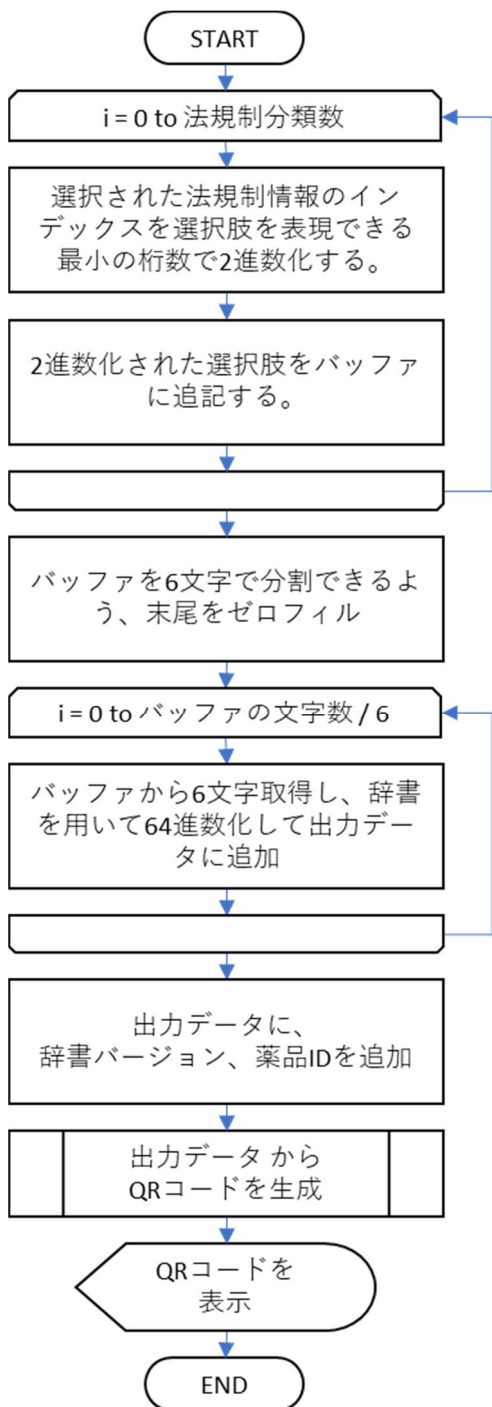 START
i = 0 to 法規制分類数
選択された法規制情報のイン
デックスを選択肢を表現できる
最小の桁数で2進数化する。
2進数化された選択肢をバッファ
に追記する。
バッファを6文字で分割できるよ
う、末尾をゼロフィル
i = 0 to バッファの文字数 / 6
バッファから6文字取得し、辞書
を用いて64進数化して出力デー
タに追加
出力データに、
辞書バージョン、薬品IDを追加
出力データ から
QRコードを生成
QRコードを
表示
END